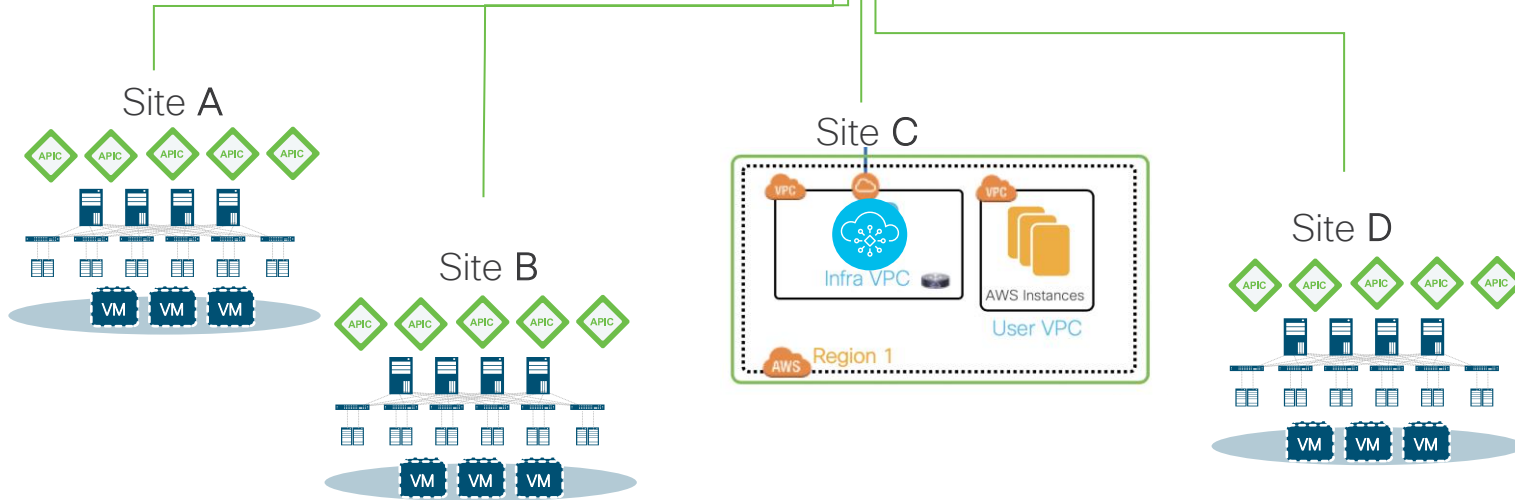 Site A
APIC
APIC
APIC
APIC
APIC
VM
VM
VM
Site B
APIC
APIC
APIC
APIC
APIC
VM
VM
VM
Site C
VPC
Infra VPC
VPC
AWS Instances
User VPC
AWS
Region 1
Site D
APIC
APIC
APIC
APIC
APIC
VM
VM
VM